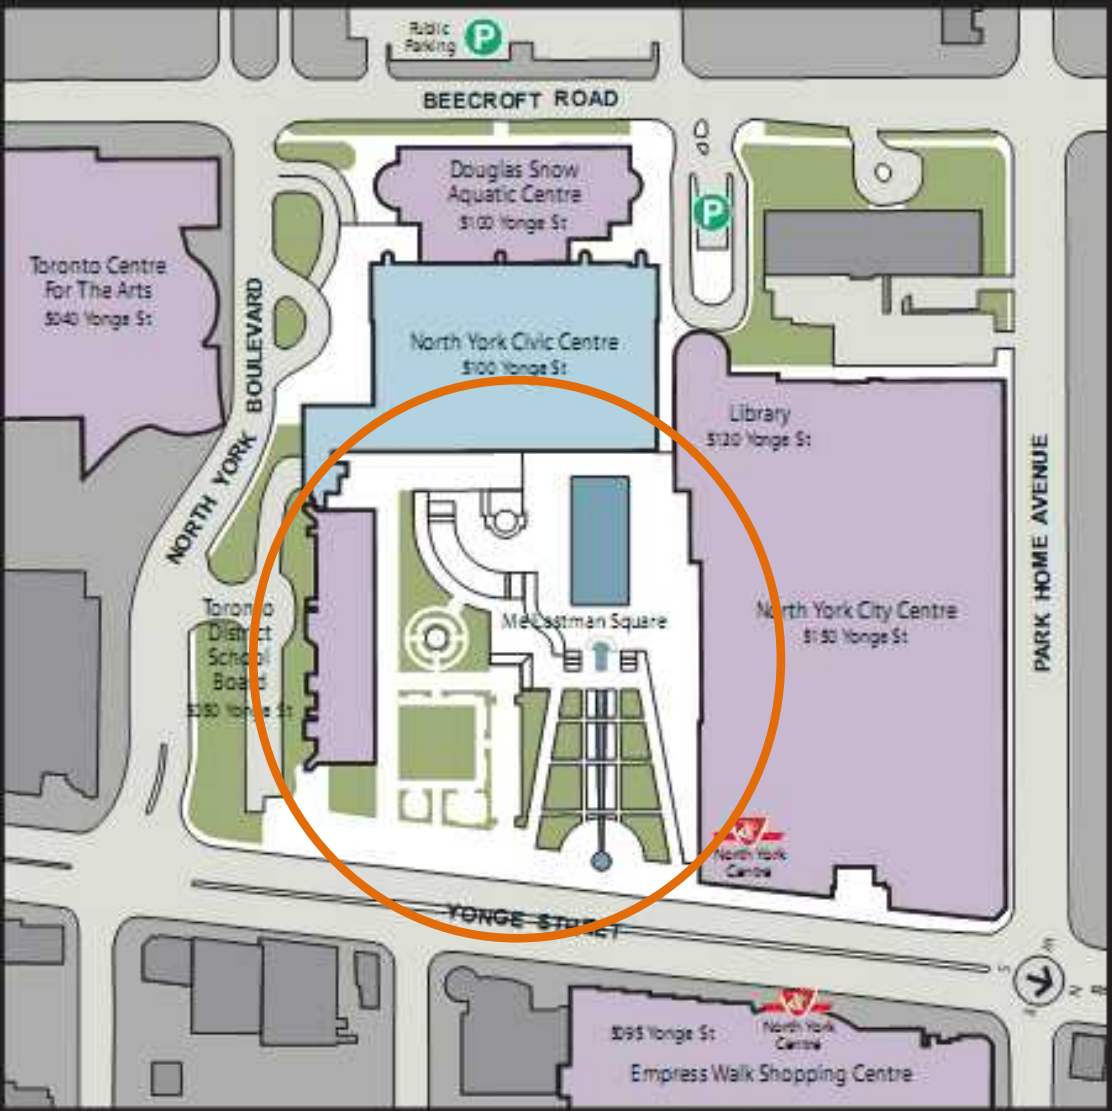 Public
Parking
P
BEECROFT ROAD
Douglas Snow
Aquatic Centre
5100 Yonge St
P
Toronto Centre
For The Arts
5040 Yonge St
NORTH YORK BOULEVARD
North York Civic Centre
5100 Yonge St
Library
5120 Yonge St
PARK HOME AVENUE
Toronto
District
School
Board
5050 Yonge St
Mel Lastman Square
North York City Centre
5150 Yonge St
North York
Centre
YONGE STREET
S
N
5095 Yonge St
North York
Centre
Empress Walk Shopping Centre